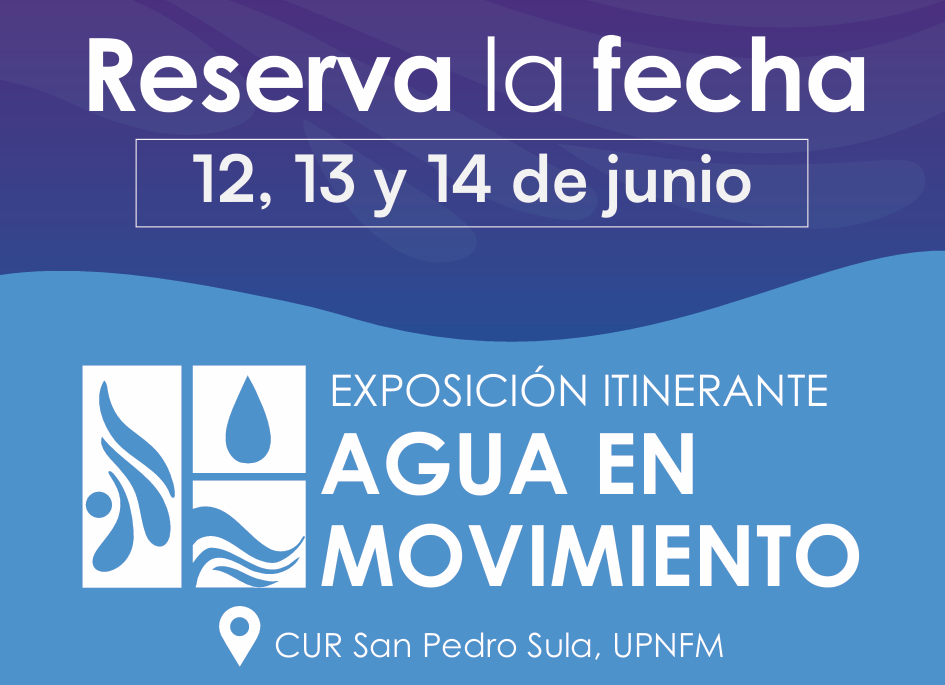 Reserva la fecha
12, 13 y 14 de junio
EXPOSICIÓN ITINERANTE
AGUA EN
MOVIMIENTO
CUR San Pedro Sula, UPNFM